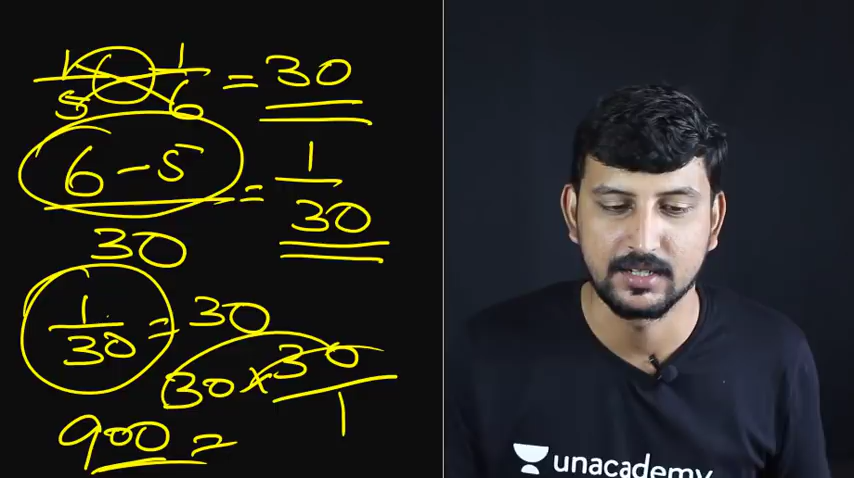 1/5 1/6 = 30
6 - 5 / 30 = 1/30
1/30 = 30
30 × 30/1
900 =
unacademy